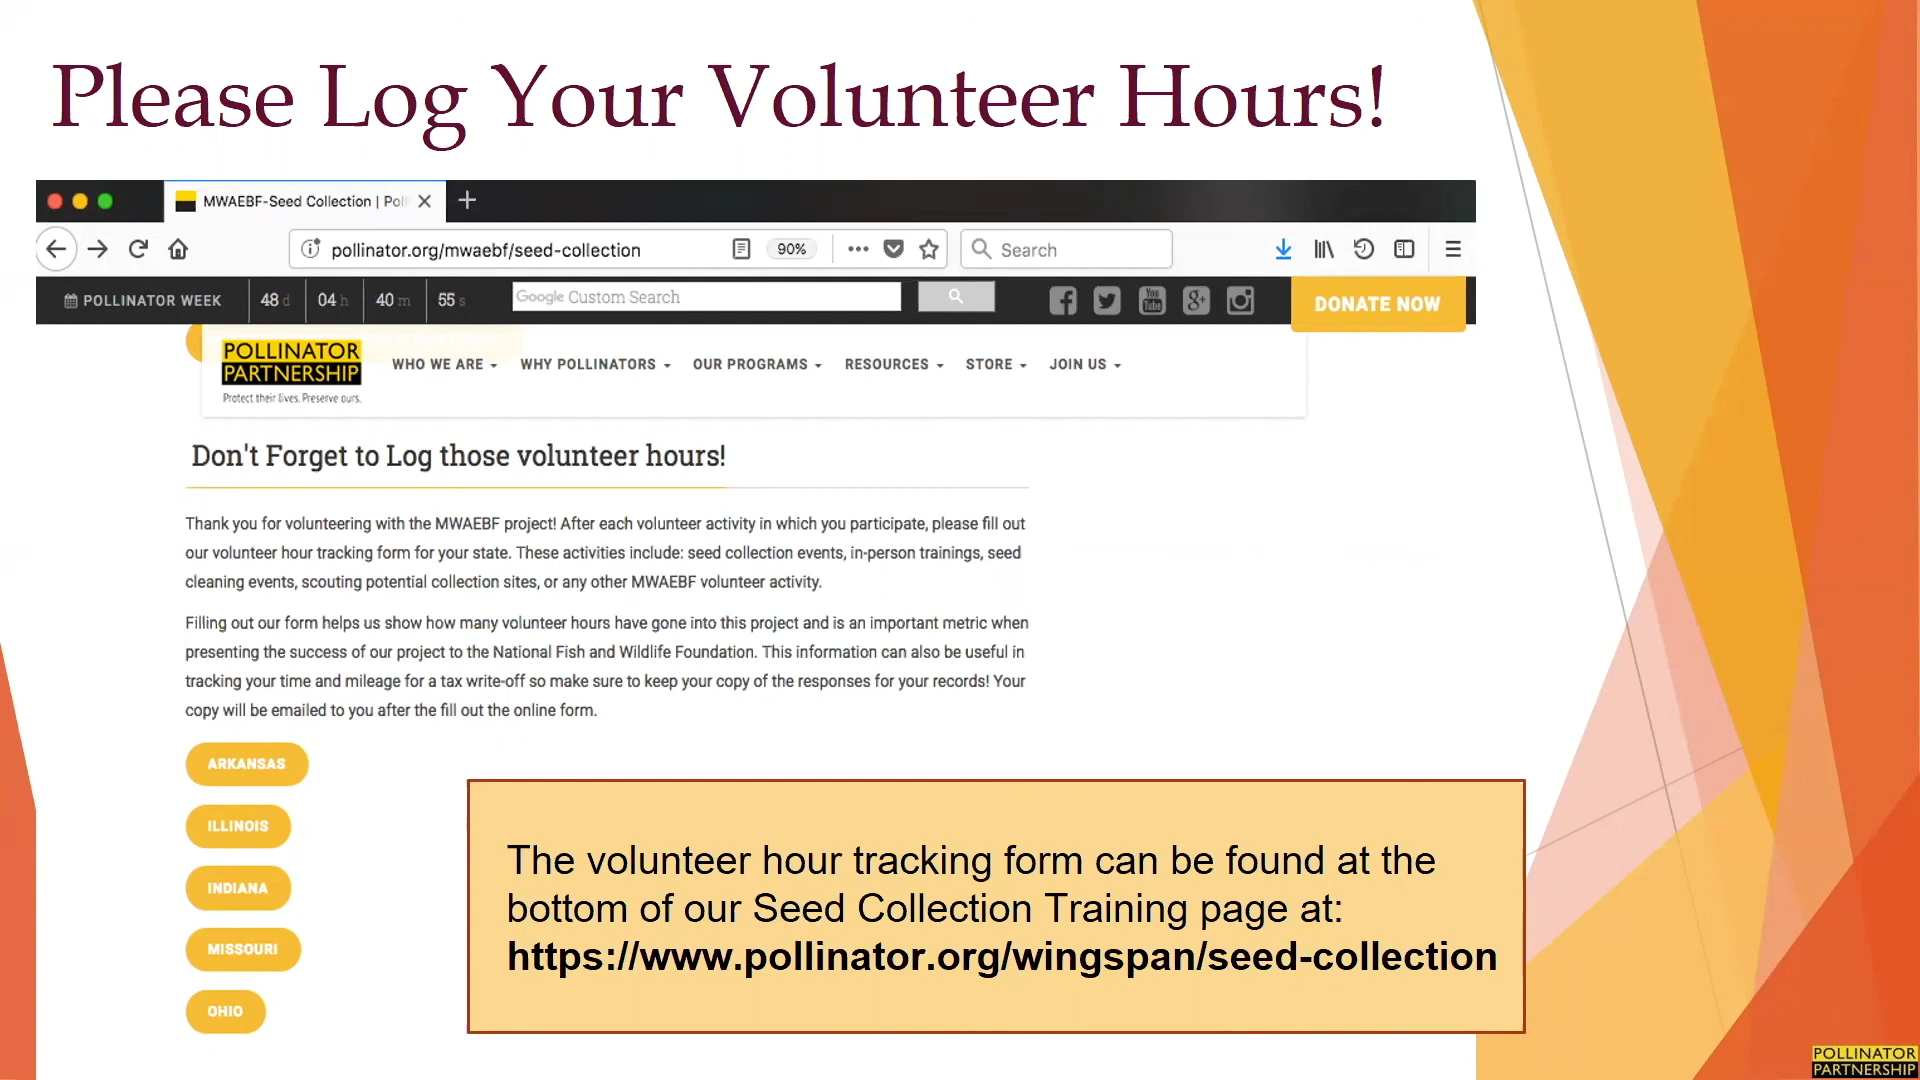 Please Log Your Volunteer Hours!
MWAEBF-Seed Collection | Pol
pollinator.org/mwaebf/seed-collection
90%
Search
POLLINATOR WEEK
48 d
04 h
40 m
55 s
Google Custom Search
DONATE NOW
POLLINATOR
PARTNERSHIP
Protect their lives. Preserve ours.
WHO WE ARE
WHY POLLINATORS
OUR PROGRAMS
RESOURCES
STORE
JOIN US
Don't Forget to Log those volunteer hours!
Thank you for volunteering with the MWAEBF project! After each volunteer activity in which you participate, please fill out
our volunteer hour tracking form for your state. These activities include: seed collection events, in-person trainings, seed
cleaning events, scouting potential collection sites, or any other MWAEBF volunteer activity.
Filling out our form helps us show how many volunteer hours have gone into this project and is an important metric when
presenting the success of our project to the National Fish and Wildlife Foundation. This information can also be useful in
tracking your time and mileage for a tax write-off so make sure to keep your copy of the responses for your records! Your
copy will be emailed to you after the fill out the online form.
ARKANSAS
ILLINOIS
INDIANA
MISSOURI
OHIO
The volunteer hour tracking form can be found at the
bottom of our Seed Collection Training page at:
https://www.pollinator.org/wingspan/seed-collection
POLLINATOR
PARTNERSHIP